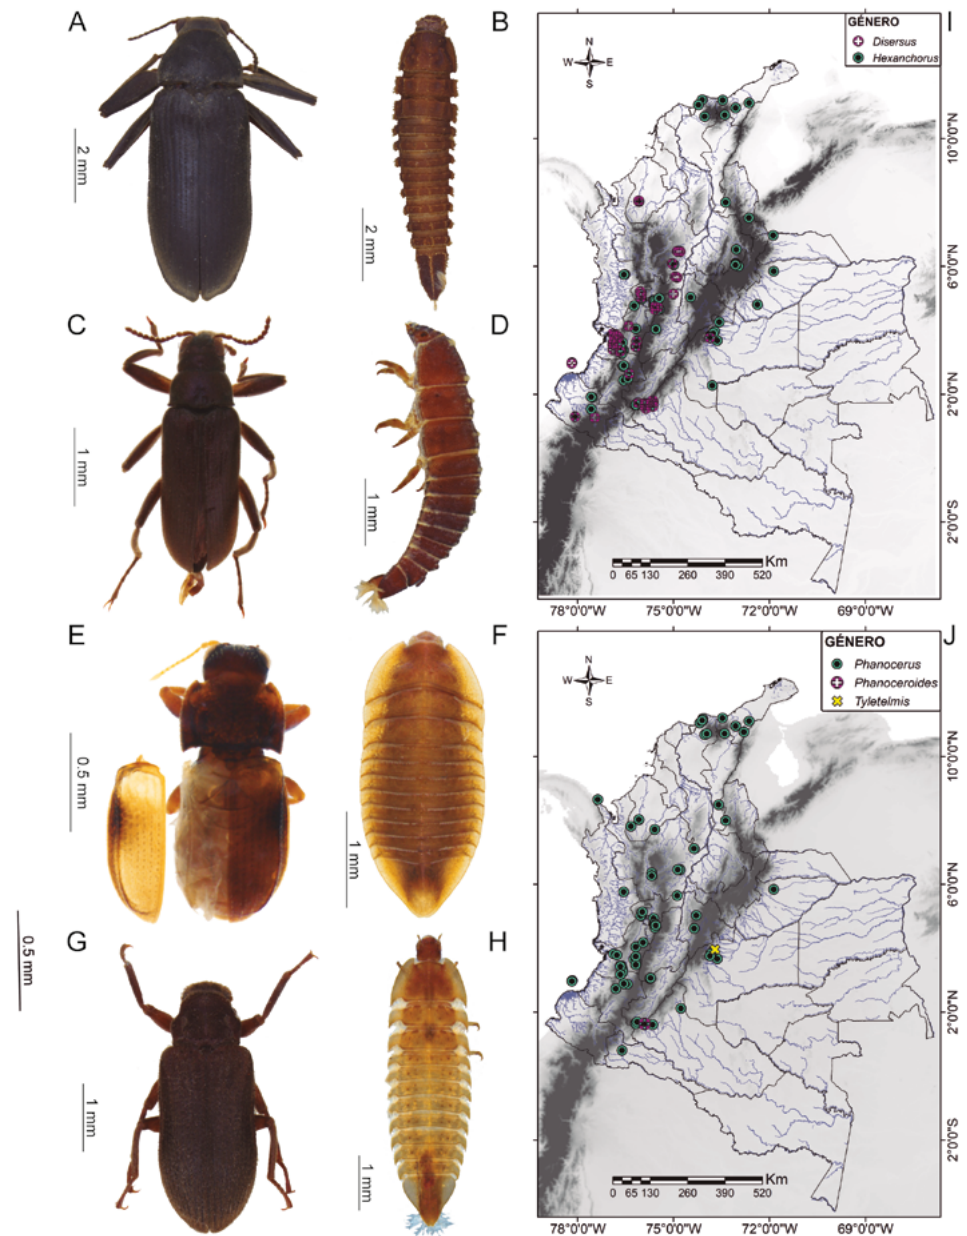 A
2 mm
B
2 mm
C
1 mm
D
1 mm
E
0.5 mm
F
1 mm
0.5 mm
G
1 mm
H
1 mm
I
GÉNERO
Disersus
Hexanchorus
N
W E
S
10°0'0"N
6°0'0"N
2°0'0"N
2°0'0"S
Km
0 65 130 260 390 520
78°0'0"W 75°0'0"W 72°0'0"W 69°0'0"W
J
GÉNERO
Phanocerus
Phanoceroides
Tyletelmis
N
W E
S
10°0'0"N
6°0'0"N
2°0'0"N
2°0'0"S
Km
0 65 130 260 390 520
78°0'0"W 75°0'0"W 72°0'0"W 69°0'0"W